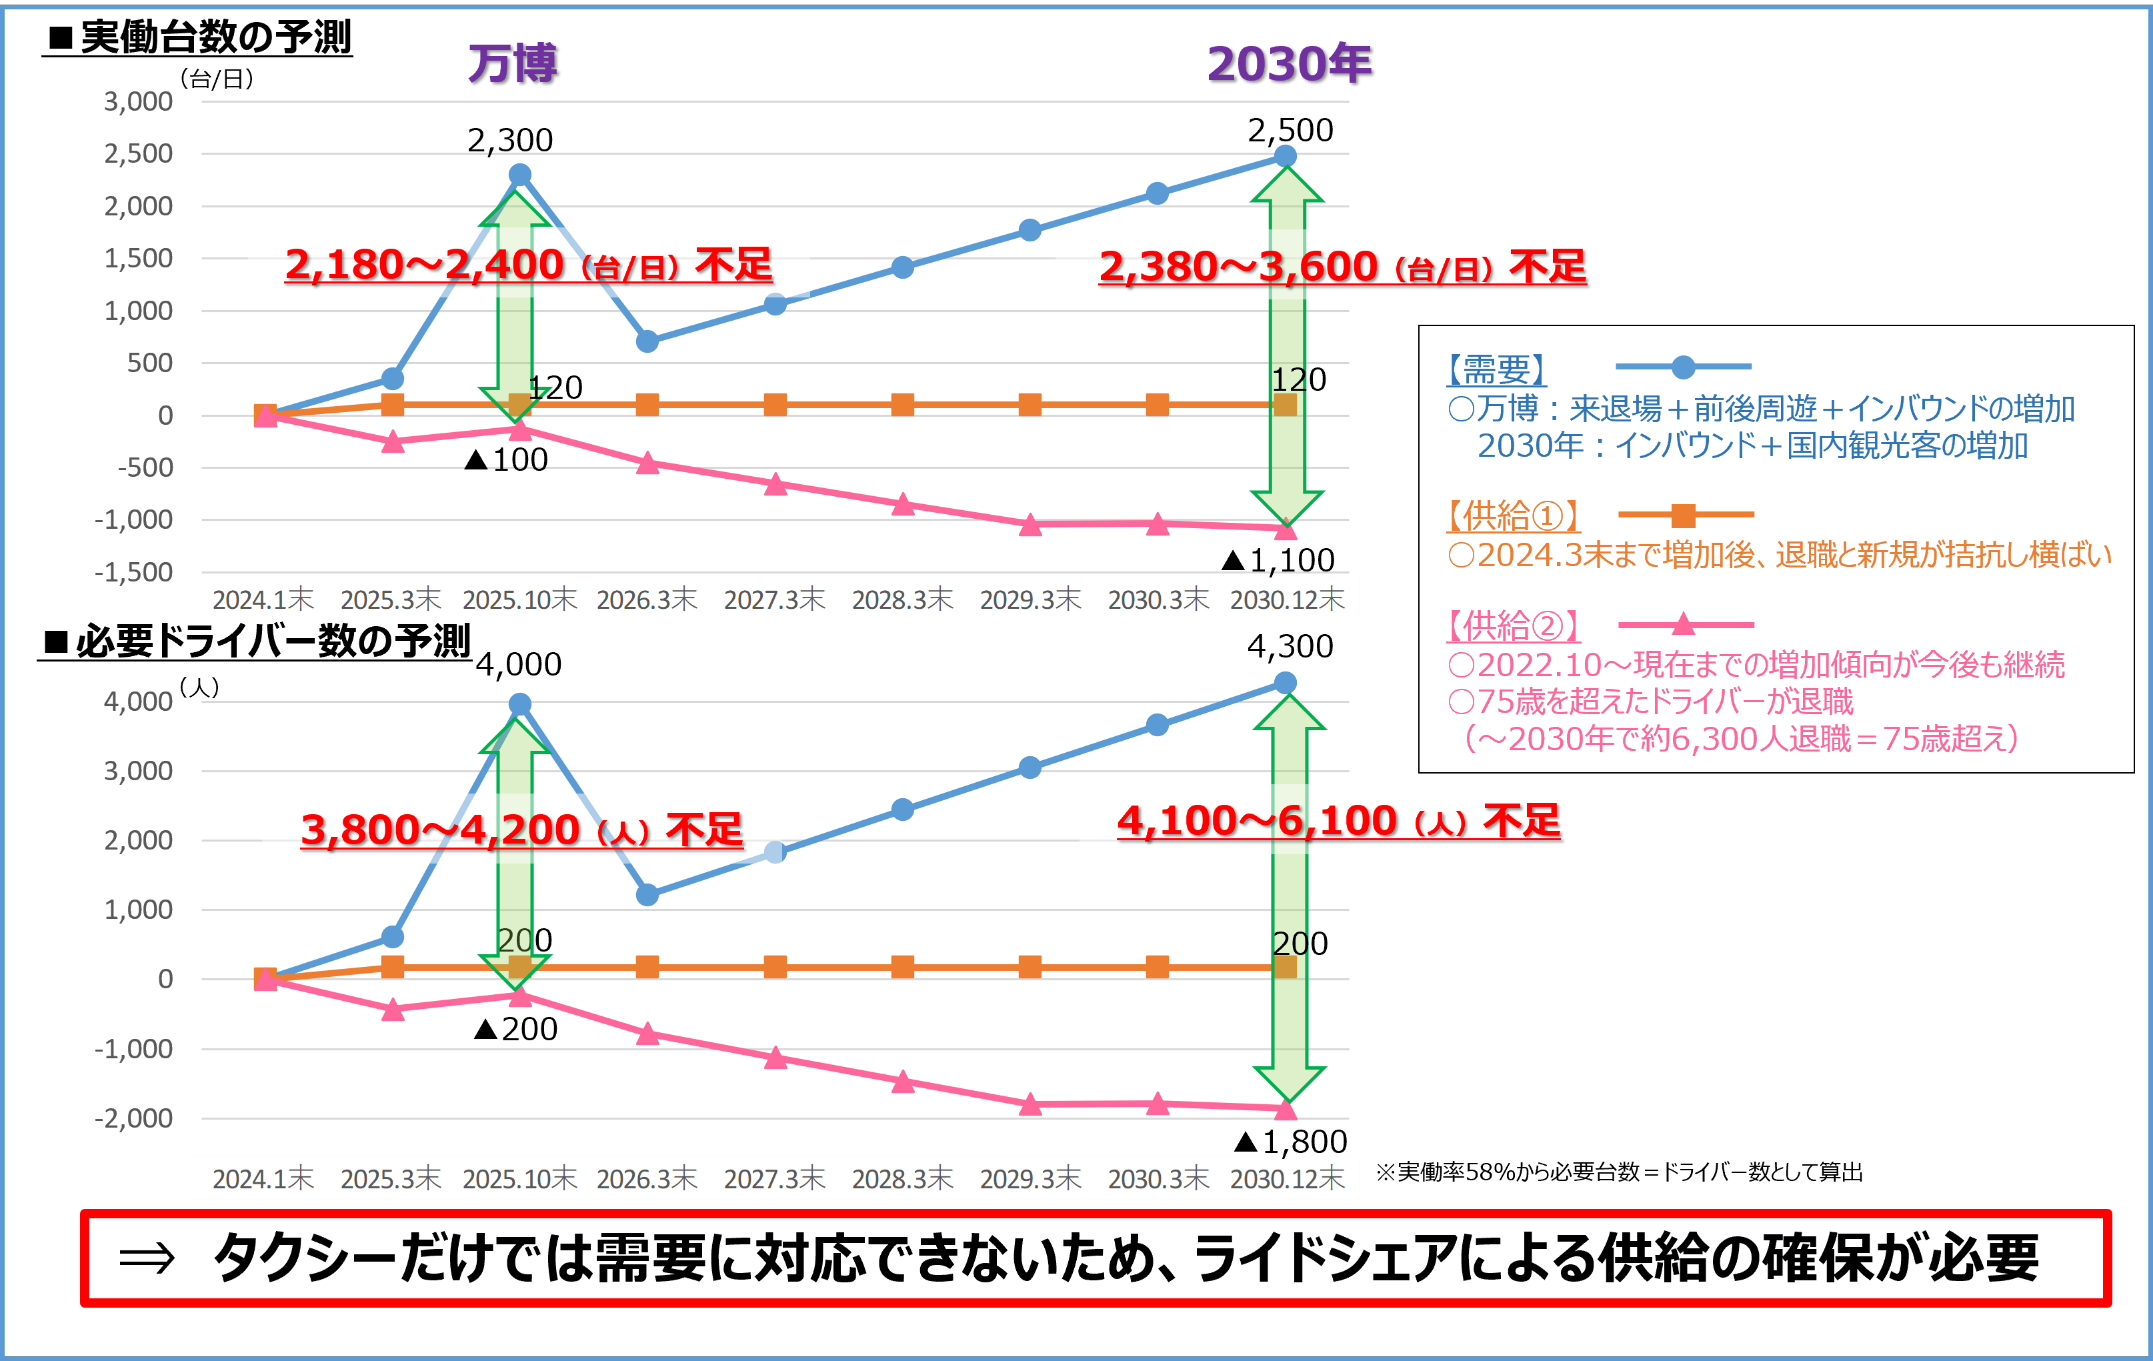 ■実働台数の予測
(台/日)
万博
2030年
3,000
2,500
2,000
1,500
1,000
500
0
-500
-1,000
-1,500
2,300
2,500
2,180～2,400（台/日）不足
2,380～3,600（台/日）不足
120
120
▲100
▲1,100
2024.1末 2025.3末 2025.10末 2026.3末 2027.3末 2028.3末 2029.3末 2030.3末 2030.12末
【需要】
○万博：来退場＋前後周遊＋インバウンドの増加
2030年：インバウンド＋国内観光客の増加
【供給①】
○2024.3末まで増加後、退職と新規が拮抗し横ばい
【供給②】
○2022.10～現在までの増加傾向が今後も継続
○75歳を超えたドライバーが退職
（～2030年で約6,300人退職＝75歳超え）
■必要ドライバー数の予測
(人)
4,000
3,000
2,000
1,000
0
-1,000
-2,000
4,000
4,300
3,800～4,200（人）不足
4,100～6,100（人）不足
200
200
▲200
▲1,800
2024.1末 2025.3末 2025.10末 2026.3末 2027.3末 2028.3末 2029.3末 2030.3末 2030.12末
※実働率58%から必要台数＝ドライバー数として算出
⇒ タクシーだけでは需要に対応できないため、ライドシェアによる供給の確保が必要